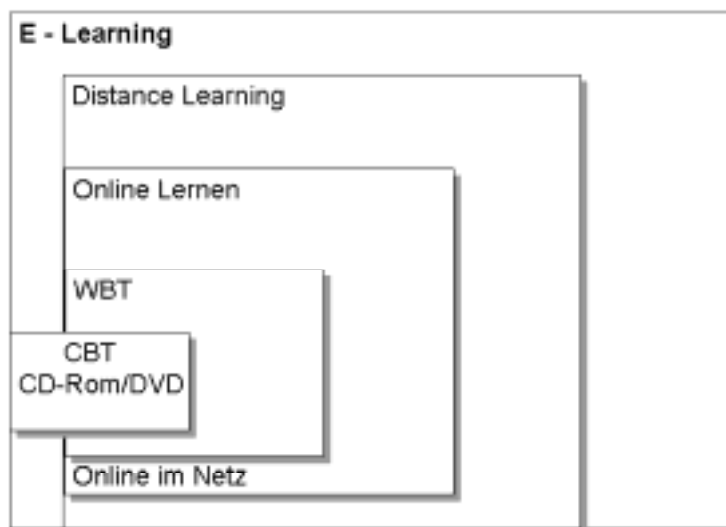 E - Learning
Distance Learning
Online Lernen
WBT
CBT
CD-Rom/DVD
Online im Netz